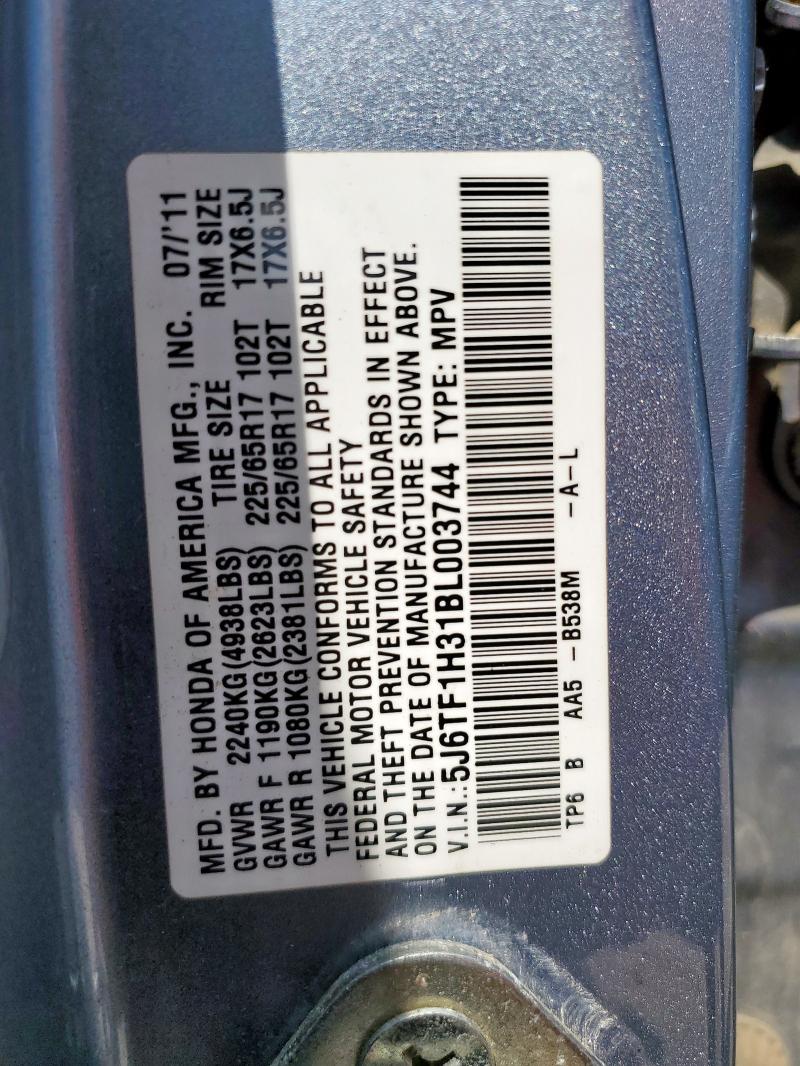 MFD. BY HONDA OF AMERICA MFG., INC. 07/'11
GVWR 2240KG(4938LBS) TIRE SIZE RIM SIZE
GAWR F 1190KG(2623LBS) 225/65R17 102T 17X6.5J
GAWR R 1080KG(2381LBS) 225/65R17 102T 17X6.5J
THIS VEHICLE CONFORMS TO ALL APPLICABLE
FEDERAL MOTOR VEHICLE SAFETY
AND THEFT PREVENTION STANDARDS IN EFFECT
ON THE DATE OF MANUFACTURE SHOWN ABOVE.
V.I.N.:5J6TF1H31BL003744 TYPE: MPV
TP6 B AA5 -B538M -A-L